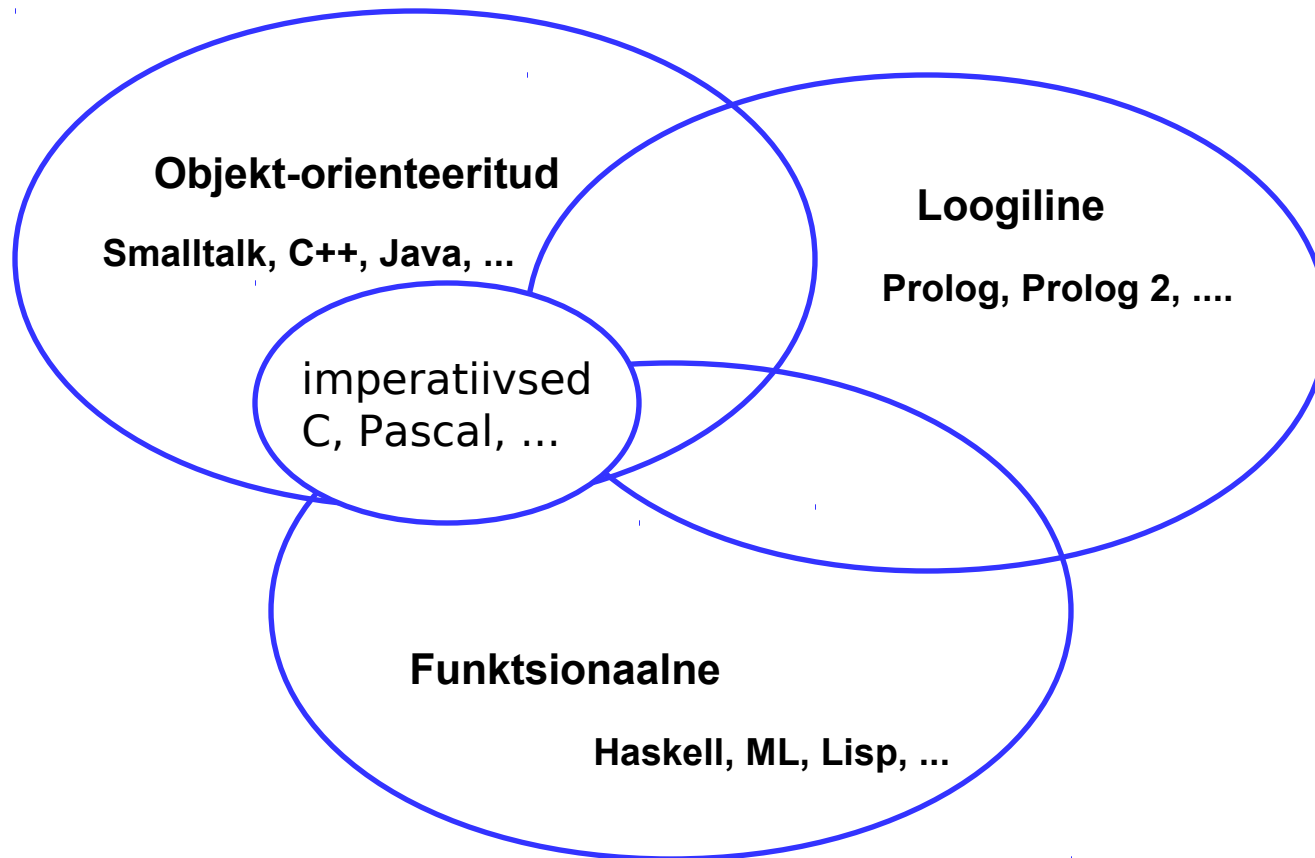 Objekt-orienteeritud
Smalltalk, C++, Java, ...
Loogiline
Prolog, Prolog 2, ....
imperatiivsed
C, Pascal, ...
Funktsionaalne
Haskell, ML, Lisp, ...